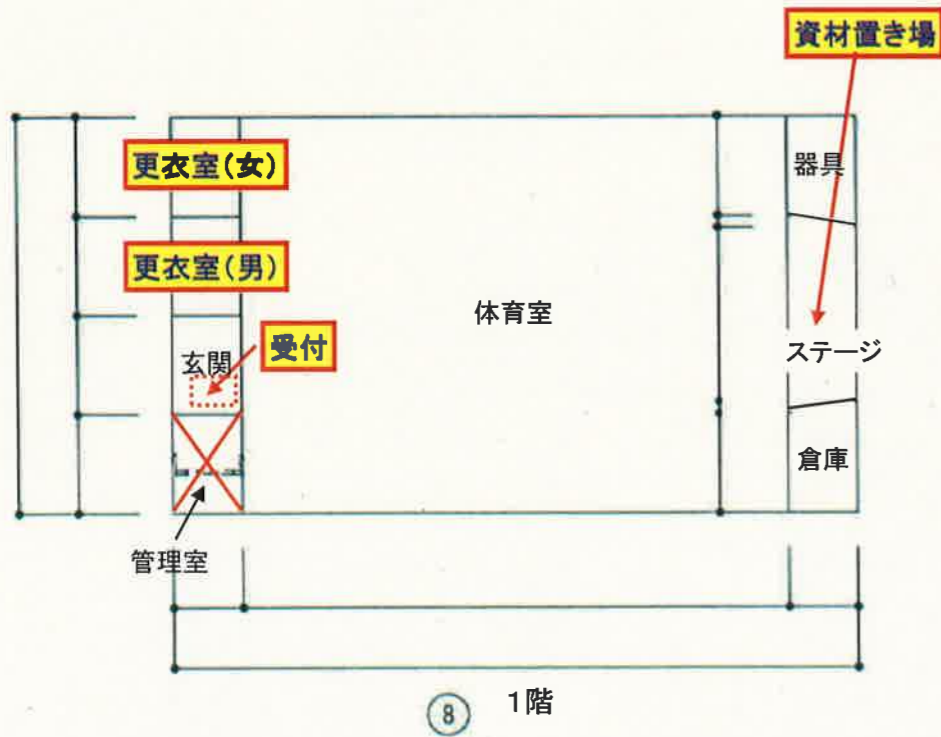 資材置き場
更衣室(女)
器具
更衣室(男)
体育室
受付
玄関
ステージ
倉庫
管理室
⑧ 1階